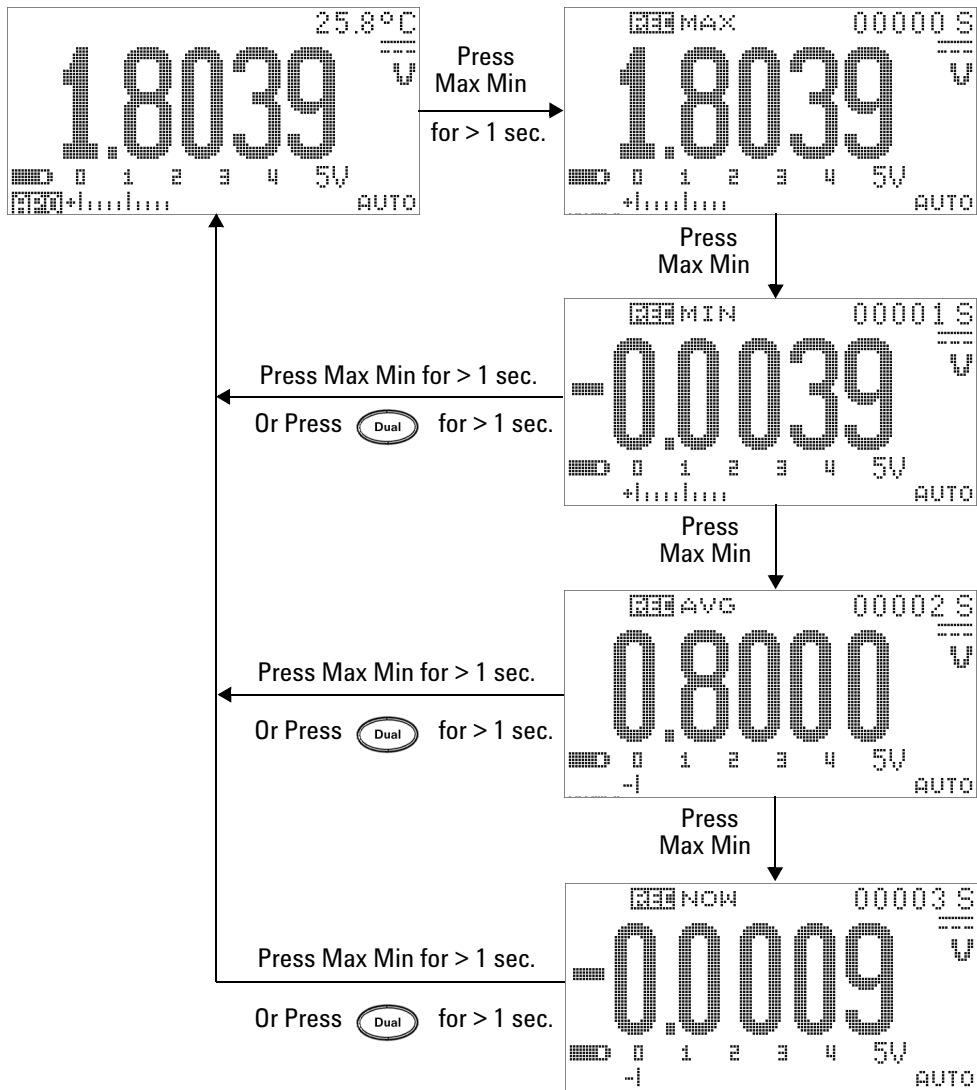 25.8°C
1.8039 V
0 1 2 3 4 5V
AUTO
Press
Max Min
for > 1 sec.
REC MAX 00000 S
1.8039 V
0 1 2 3 4 5V
AUTO
Press
Max Min
REC MIN 00001 S
-0.0039 V
0 1 2 3 4 5V
AUTO
Press Max Min for > 1 sec.
Or Press Dual for > 1 sec.
Press
Max Min
REC AVG 00002 S
0.8000 V
0 1 2 3 4 5V
AUTO
Press Max Min for > 1 sec.
Or Press Dual for > 1 sec.
Press
Max Min
REC NOW 00003 S
-0.0009 V
0 1 2 3 4 5V
AUTO
Press Max Min for > 1 sec.
Or Press Dual for > 1 sec.